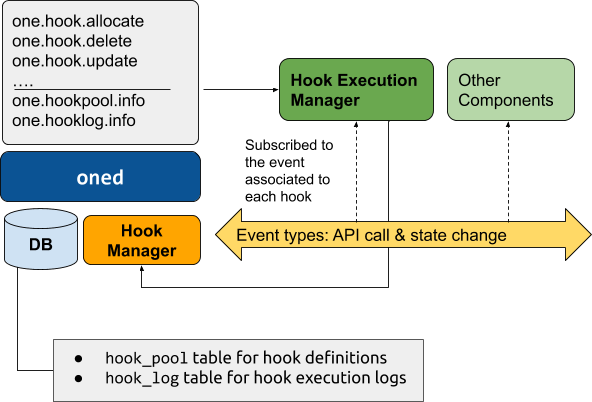 one.hook.allocate
one.hook.delete
one.hook.update
....
one.hookpool.info
one.hooklog.info
Hook Execution
Manager
Other
Components
Subscribed to
the event
associated to
each hook
oned
DB
Hook
Manager
Event types: API call & state change
● hook_pool table for hook definitions
● hook_log table for hook execution logs